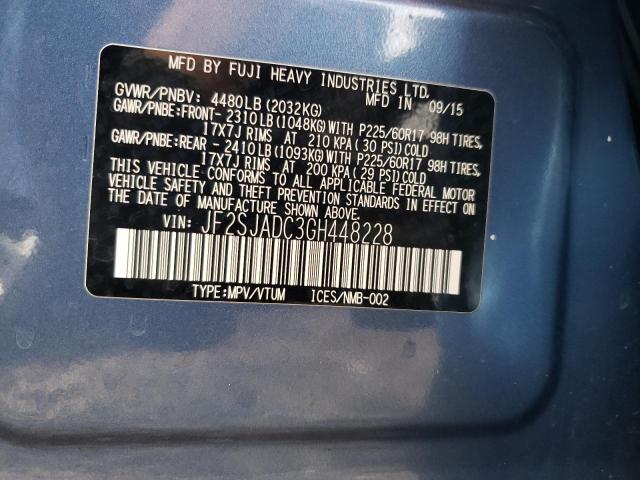 MFD BY FUJI HEAVY INDUSTRIES LTD.
GVWR/PNBV: 4480LB(2032KG) MFD IN 09/15
GAWR/PNBE:FRONT- 2310LB(1048KG)WITH P225/60R17 98H TIRES,
17X7J RIMS AT 210 KPA(30 PSI)COLD
GAWR/PNBE:REAR - 2410LB(1093KG)WITH P225/60R17 98H TIRES,
17X7J RIMS AT 200 KPA(29 PSI)COLD
THIS VEHICLE CONFORMS TO ALL APPLICABLE FEDERAL MOTOR
VEHICLE SAFETY AND THEFT PREVENTION STANDARDS IN EFFECT ON
THE DATE OF MANUFACTURE SHOWN ABOVE.
VIN: JF2SJADC3GH448228
TYPE:MPV/VTUM ICES/NMB-002